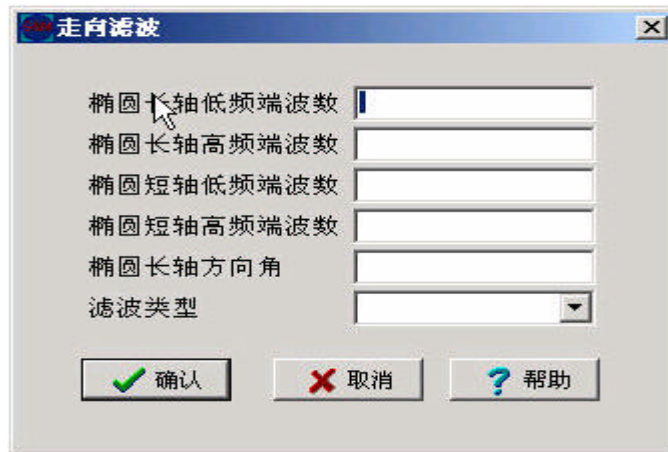 走向滤波
椭圆长轴低频端波数
椭圆长轴高频端波数
椭圆短轴低频端波数
椭圆短轴高频端波数
椭圆长轴方向角
滤波类型
确认 取消 帮助